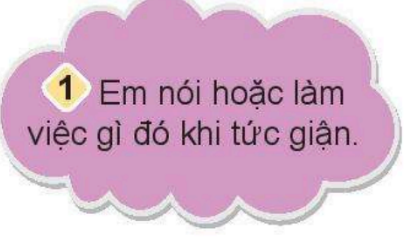 1 Em nói hoặc làm
việc gì đó khi tức giận.